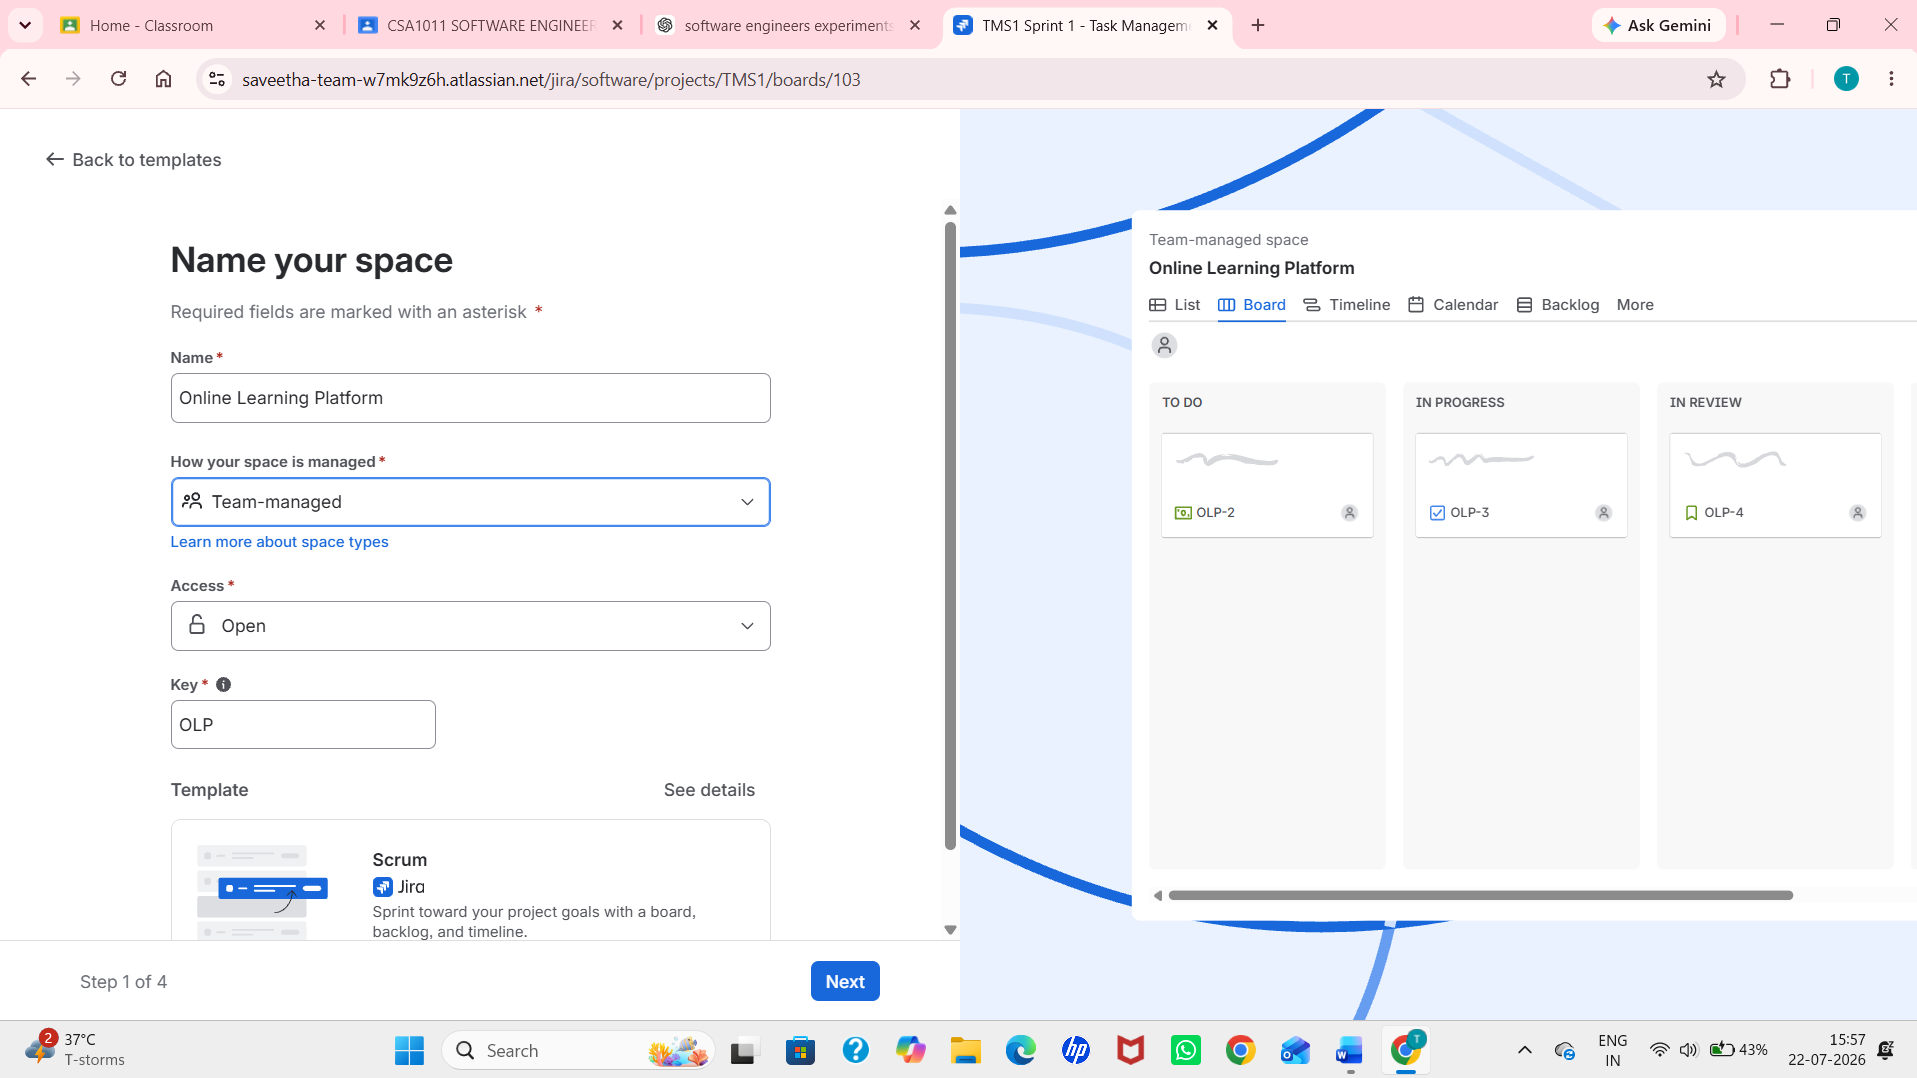 Home - Classroom
CSA1011 SOFTWARE ENGINEER
software engineers experiments
TMS1 Sprint 1 - Task Manageme
Ask Gemini
saveetha-team-w7mk9z6h.atlassian.net/jira/software/projects/TMS1/boards/103
T
Back to templates
Name your space
Required fields are marked with an asterisk *
Name *
Online Learning Platform
How your space is managed *
Team-managed
Learn more about space types
Access *
Open
Key *
OLP
Template
See details
Scrum
Jira
Sprint toward your project goals with a board,
backlog, and timeline.
Step 1 of 4
Next
Team-managed space
Online Learning Platform
List
Board
Timeline
Calendar
Backlog
More
TO DO
IN PROGRESS
IN REVIEW
OLP-2
OLP-3
OLP-4
2
37°C
T-storms
Search
ENG
IN
43%
15:57
22-07-2026